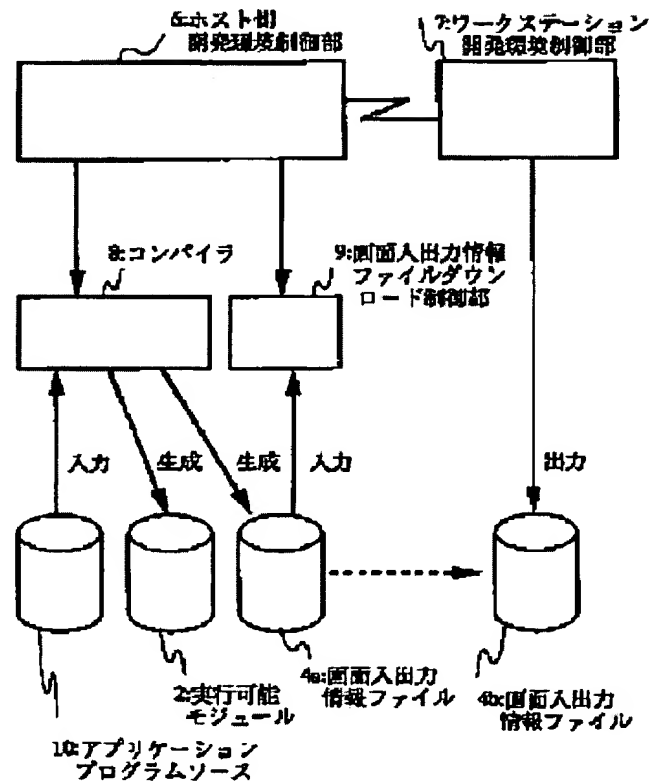 6:ホスト側
開発環境制御部
7:ワークステーション
開発環境制御部
8:コンパイラ
9:画面入出力情報
ファイルダウン
ロード制御部
入力
生成
生成
入力
出力
2:実行可能
モジュール
4a:画面入出力
情報ファイル
4b:画面入出力
情報ファイル
10:アプリケーション
プログラムソース